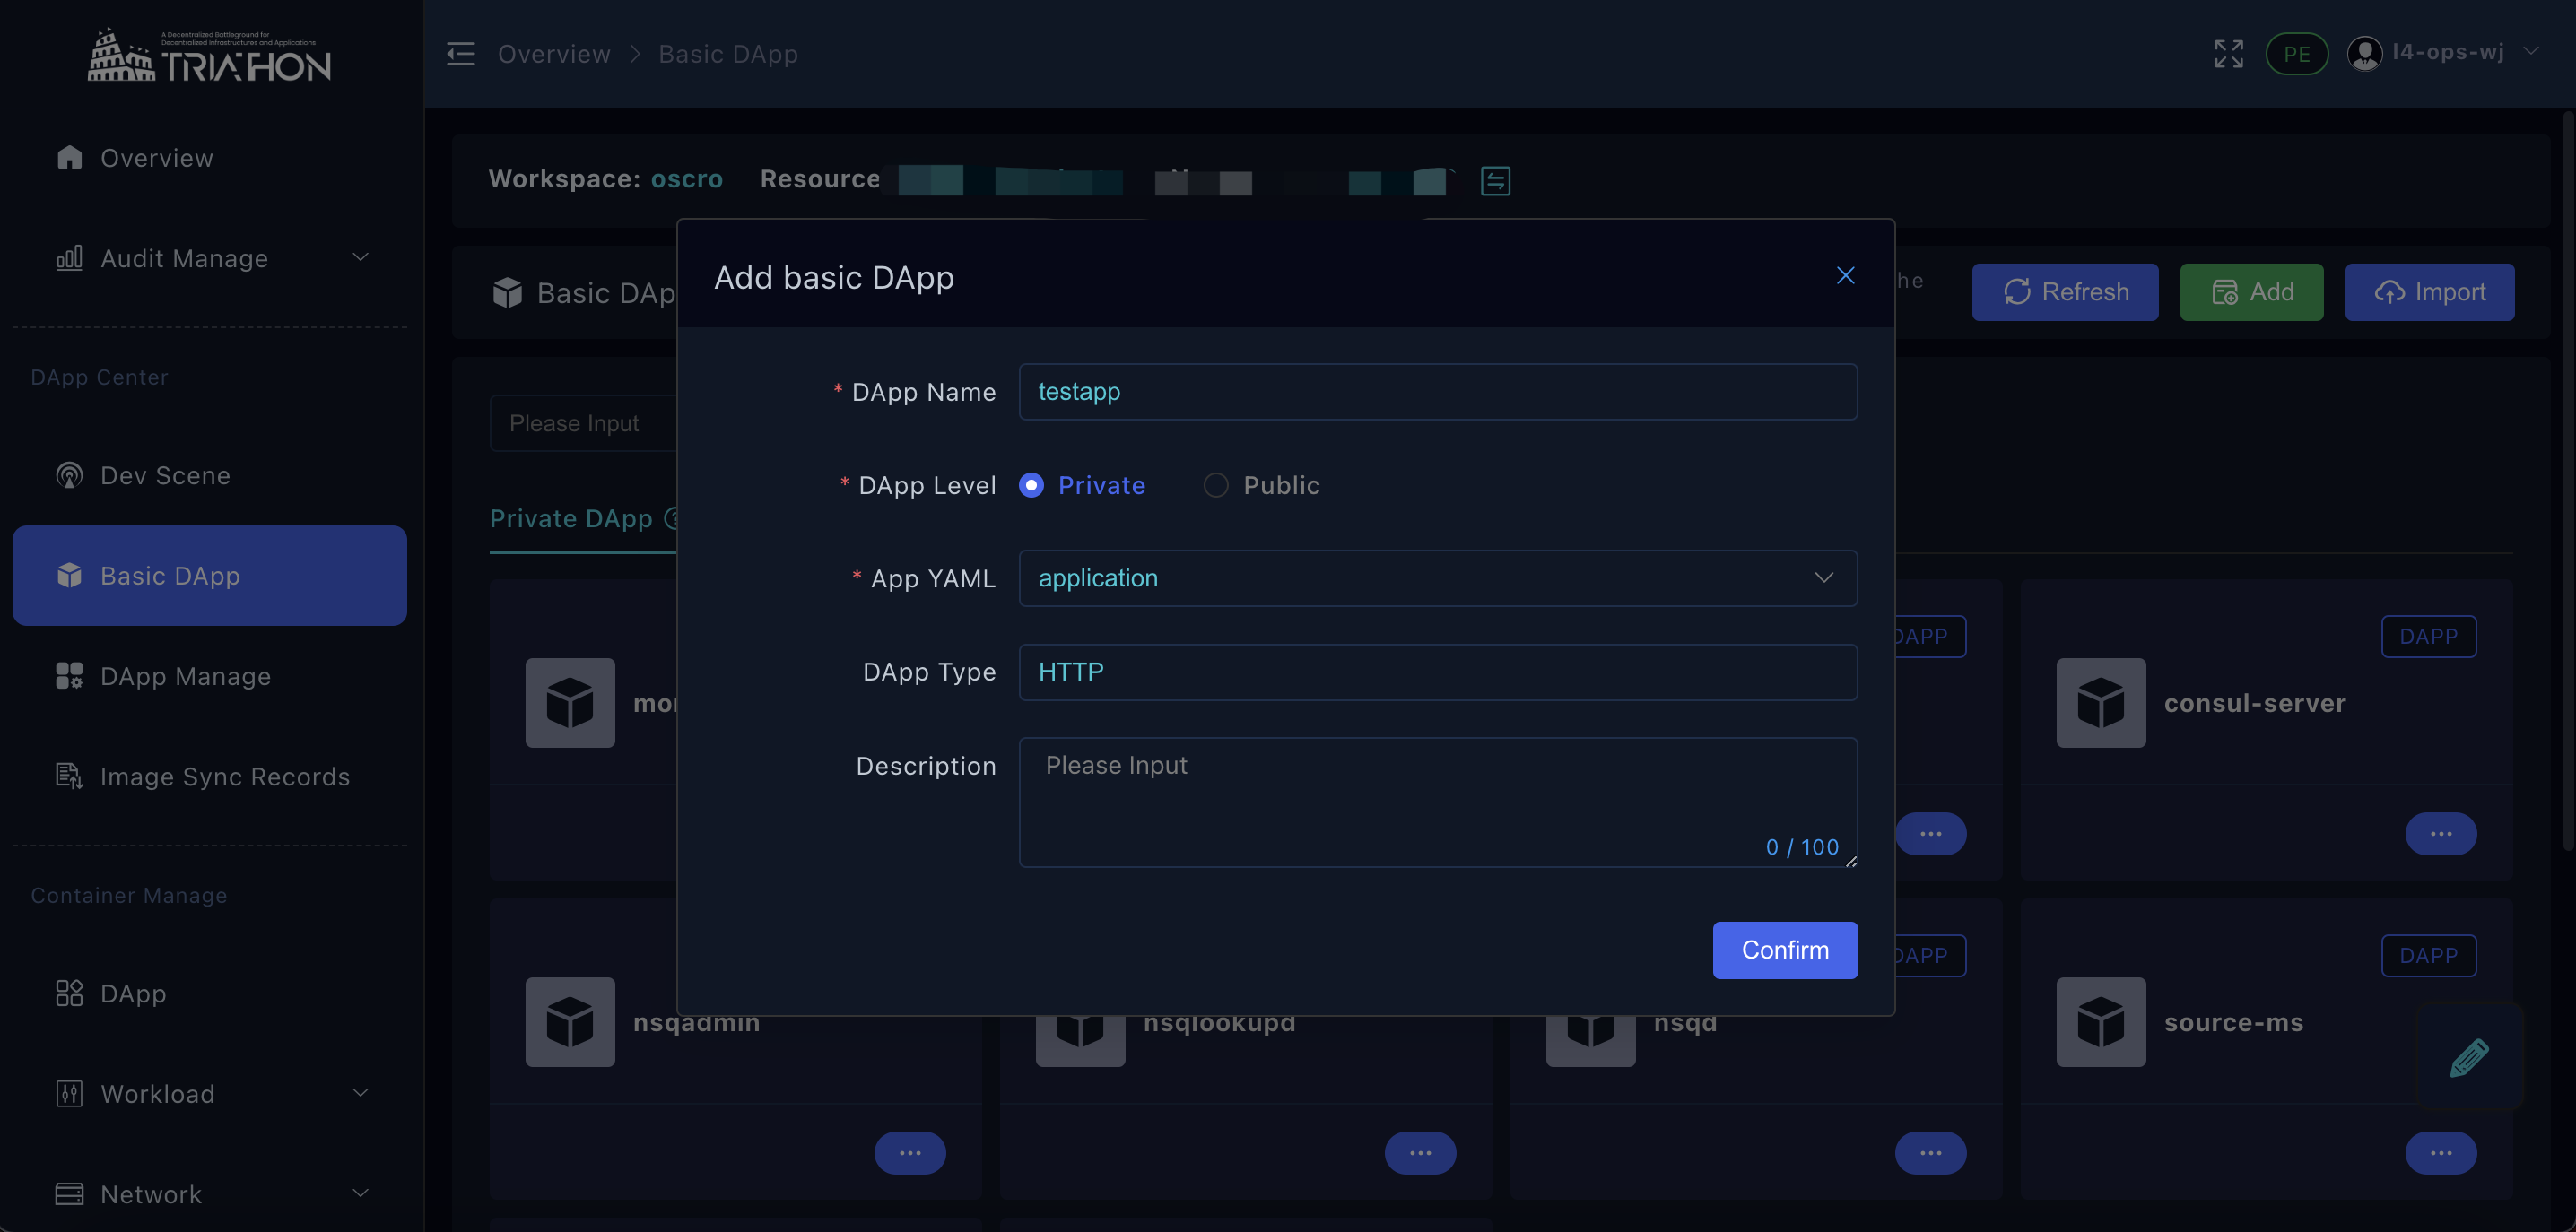 A Decentralized Battleground for
Decentralized Infrastructures and Applications
TRIATHON
Overview
Audit Manage
DApp Center
Dev Scene
Basic DApp
DApp Manage
Image Sync Records
Container Manage
DApp
Workload
Network
Overview > Basic DApp
PE
l4-ops-wj
Workspace: oscro Resource
Basic DAp
he
Refresh
Add
Import
Please Input
Private DApp
Add basic DApp
* DApp Name testapp
* DApp Level Private Public
* App YAML application
DApp Type HTTP
Description Please Input
0 / 100
Confirm
DAPP
DAPP
mo
consul-server
...
...
DAPP
DAPP
nsqadmin
nsqlookupd
nsqd
source-ms
...
...
...
...